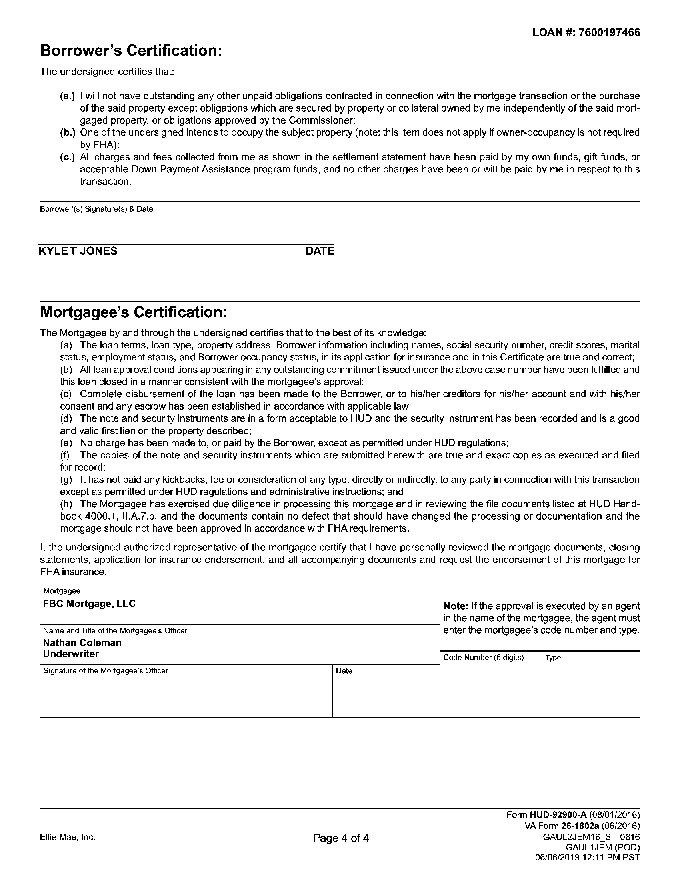 LOAN #: 7600197466
Borrower's Certification:
The undersigned certifies that:
(a.) I will not have outstanding any other unpaid obligations contracted in connection with the mortgage transaction or the purchase
of the said property except obligations which are secured by property or collateral owned by me independently of the said mort-
gaged property, or obligations approved by the Commissioner;
(b.) One of the undersigned intends to occupy the subject property (note: this item does not apply if owner-occupancy is not required
by FHA);
(c.) All charges and fees collected from me as shown in the settlement statement have been paid by my own funds, gift funds, or
acceptable Down Payment Assistance program funds, and no other charges have been or will be paid by me in respect to this
transaction.
Borrower'(s) Signature(s) & Date
KYLET JONES DATE
Mortgagee's Certification:
The Mortgagee by and through the undersigned certifies that to the best of its knowledge:
(a) The loan terms, loan type, property address, Borrower information including names, social security number, credit scores, marital
status, employment status, and Borrower occupancy status, in its application for insurance and in this Certificate are true and correct;
(b) All loan approval conditions appearing in any outstanding commitment issued under the above case number have been fulfilled and
this loan closed in a manner consistent with the mortgagee's approval;
(c) Complete disbursement of the loan has been made to the Borrower, or to his/her creditors for his/her account and with his/her
consent and any escrow has been established in accordance with applicable law
(d) The note and security instruments are in a form acceptable to HUD and the security instrument has been recorded and is a good
and valid first lien on the property described;
(e) No charge has been made to, or paid by the Borrower, except as permitted under HUD regulations;
(f) The copies of the note and security instruments which are submitted herewith are true and exact copies as executed and filed
for record;
(g) It has not paid any kickbacks, fee or consideration of any type, directly or indirectly, to any party in connection with this transaction
except as permitted under HUD regulations and administrative instructions; and
(h) The Mortgagee has exercised due diligence in processing this mortgage and in reviewing the file documents listed at HUD Hand-
book 4000.1, II.A.7.b. and the documents contain no defect that should have changed the processing or documentation and the
mortgage should not have been approved in accordance with FHA requirements.
I, the undersigned authorized representative of the mortgagee certify that I have personally reviewed the mortgage documents, closing
statements, application for insurance endorsement, and all accompanying documents and request the endorsement of this mortgage for
FHA insurance.
Mortgagee
FBC Mortgage, LLC
Note: If the approval is executed by an agent
in the name of the mortgagee, the agent must
enter the mortgagee's code number and type.
Name and Title of the Mortgagee's Officer
Nathan Coleman
Underwriter
Code Number (5 digits) Type
Signature of the Mortgagee's Officer Date
Form HUD-92900-A (08/01/2016)
VA Form 26-1802a (06/2016)
Ellie Mae, Inc. Page 4 of 4 GAUL2JEM16_S 0816
GAUL1JEM (POD)
06/06/2019 12:11 PM PST